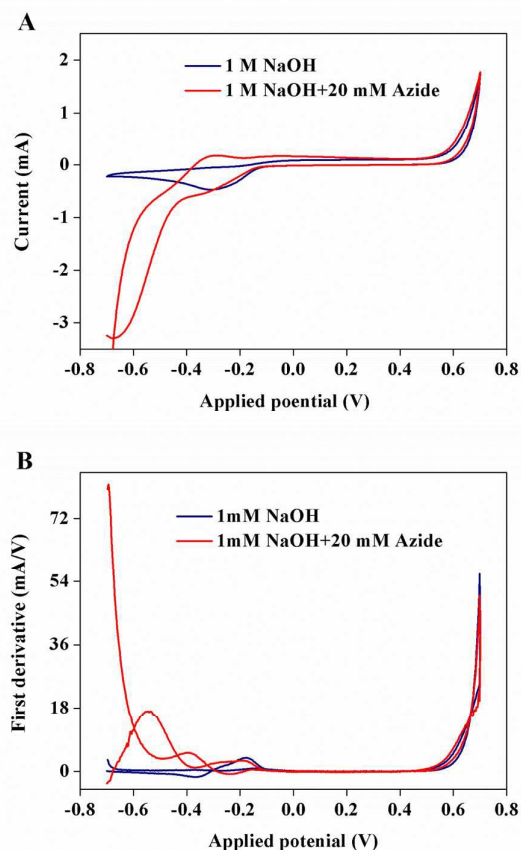 A
1 M NaOH
1 M NaOH+20 mM Azide
Current (mA)
2
1
0
-1
-2
-3
-0.8 -0.6 -0.4 -0.2 0.0 0.2 0.4 0.6 0.8
Applied poential (V)
B
1mM NaOH
1mM NaOH+20 mM Azide
First derivative (mA/V)
72
54
36
18
0
-0.8 -0.6 -0.4 -0.2 0.0 0.2 0.4 0.6 0.8
Applied potenial (V)